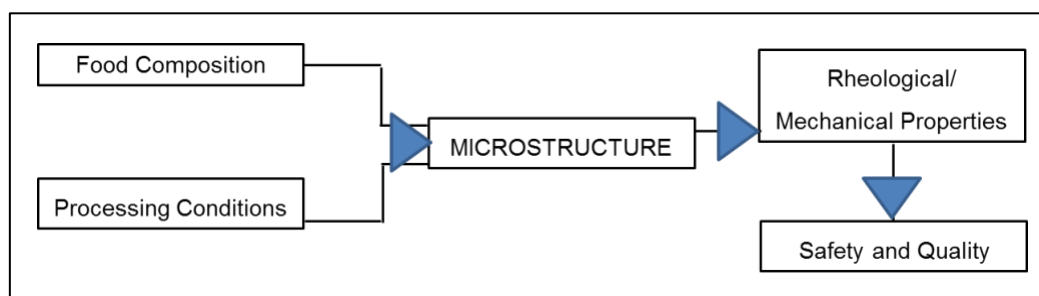 Food Composition
Processing Conditions
MICROSTRUCTURE
Rheological/
Mechanical Properties
Safety and Quality